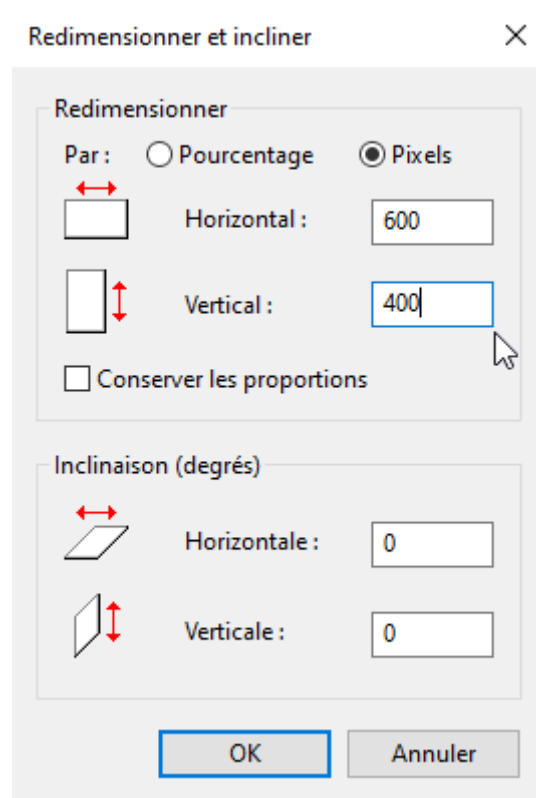 Redimensionner et incliner
Redimensionner
Par : Pourcentage Pixels
Horizontal : 600
Vertical : 400
Conserver les proportions
Inclinaison (degrés)
Horizontale : 0
Verticale : 0
OK Annuler